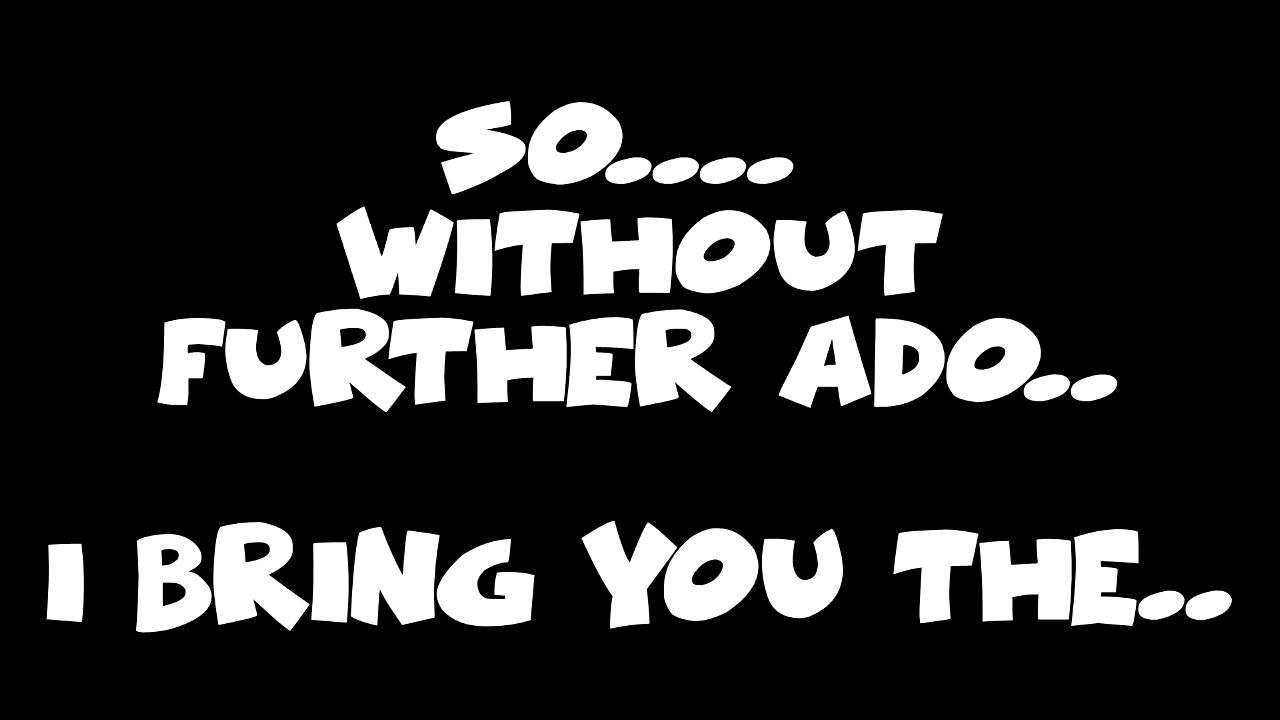 SO....
WITHOUT
FURTHER ADO..
I BRING YOU THE..